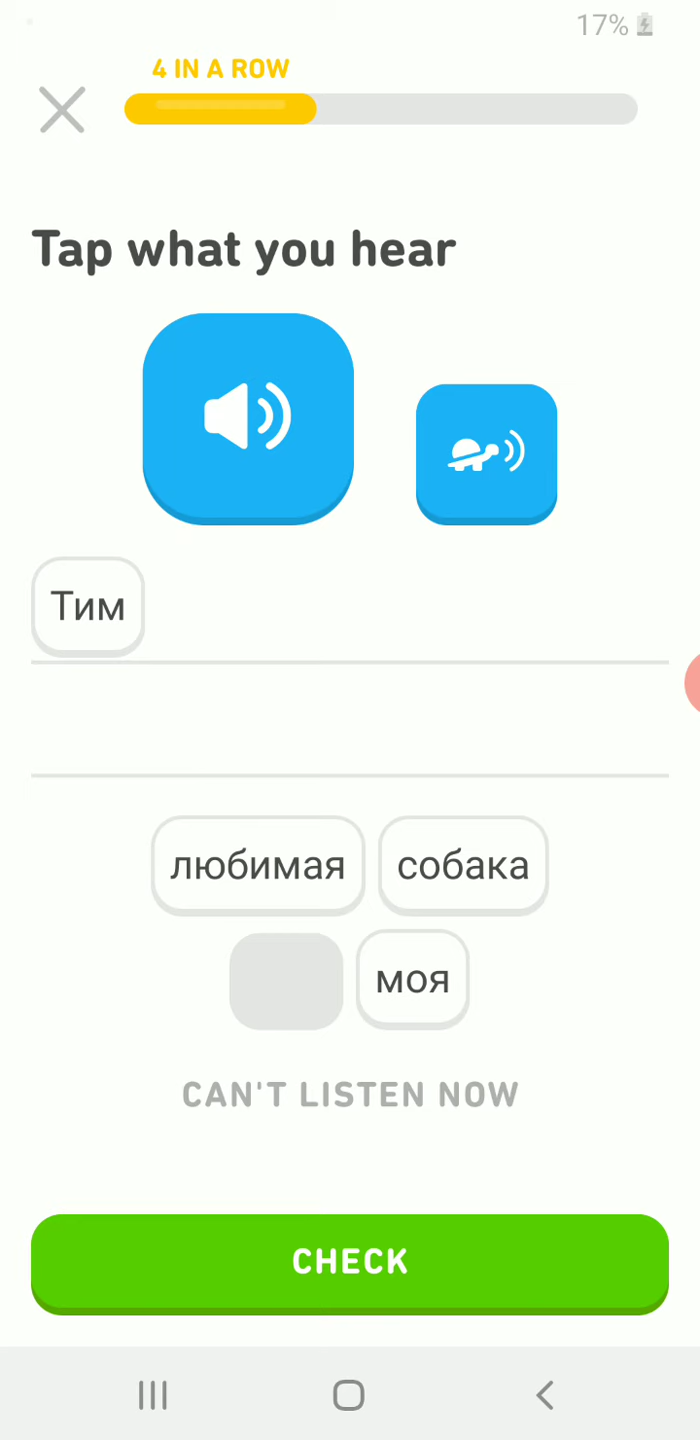 17%
4 IN A ROW
Tap what you hear
Тим
любимая собака
моя
CAN'T LISTEN NOW
CHECK